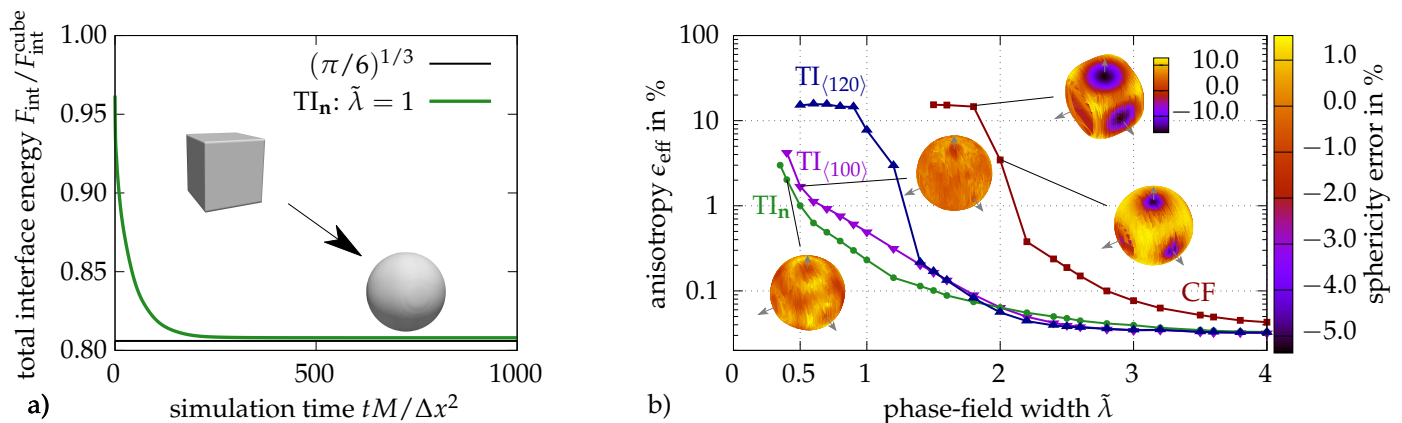 total interface energy F_int / F_int^cube
1.00
0.95
0.90
0.85
0.80
(π/6)^{1/3}
TI_n: λ̃ = 1
0
500
1000
simulation time tM/Δx²
a)
anisotropy ϵ_eff in %
100
10
1
0.1
TI⟨120⟩
TI⟨100⟩
TI_n
CF
10.0
0.0
−10.0
0
0.5
1
2
3
4
phase-field width λ̃
b)
1.0
0.0
−1.0
−2.0
−3.0
−4.0
−5.0
sphericity error in %